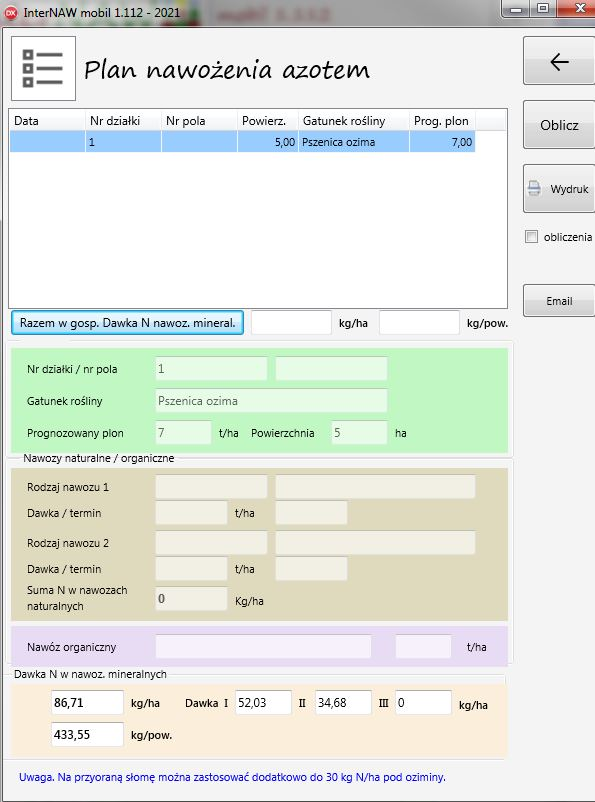 InterNAW mobil 1.112 - 2021
Plan nawożenia azotem
Data Nr działki Nr pola Powierz. Gatunek rośliny Prog. plon
1 5,00 Pszenica ozima 7,00
Oblicz
Wydruk
obliczenia
Email
Razem w gosp. Dawka N nawoz. mineral. kg/ha kg/pow.
Nr działki / nr pola 1
Gatunek rośliny Pszenica ozima
Prognozowany plon 7 t/ha Powierzchnia 5 ha
Nawozy naturalne / organiczne
Rodzaj nawozu 1
Dawka / termin t/ha
Rodzaj nawozu 2
Dawka / termin t/ha
Suma N w nawozach
naturalnych 0 Kg/ha
Nawóz organiczny t/ha
Dawka N w nawoz. mineralnych
86,71 kg/ha Dawka I 52,03 II 34,68 III 0 kg/ha
433,55 kg/pow.
Uwaga. Na przyoraną słomę można zastosować dodatkowo do 30 kg N/ha pod oziminy.